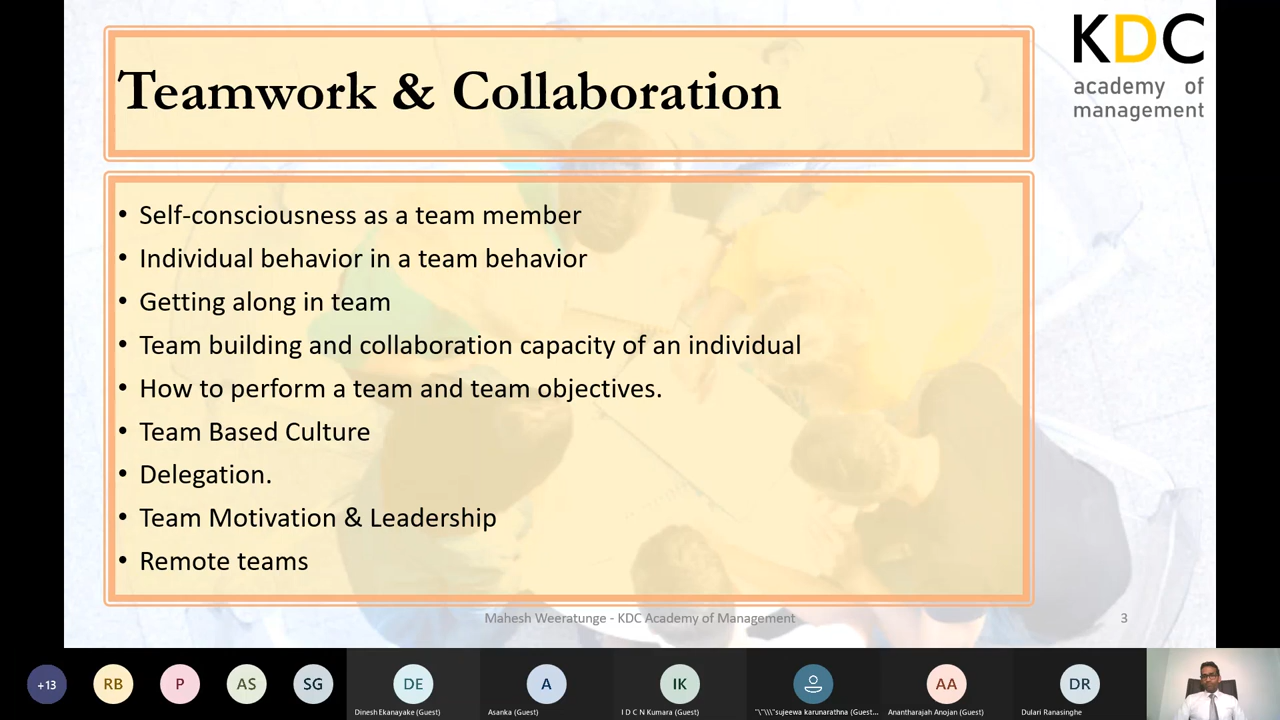 KDC
academy of
management
Teamwork & Collaboration
• Self-consciousness as a team member
• Individual behavior in a team behavior
• Getting along in team
• Team building and collaboration capacity of an individual
• How to perform a team and team objectives.
• Team Based Culture
• Delegation.
• Team Motivation & Leadership
• Remote teams
Mahesh Weeratunge - KDC Academy of Management
3
+13
RB
P
AS
SG
DE
A
IK
AA
DR
Dinesh Ekanayake (Guest)
Asanka (Guest)
I D C N Kumara (Guest)
"\"\\\"sujeewa karunarathna (Guest...
Anantharajah Anojan (Guest)
Dulari Ranasinghe